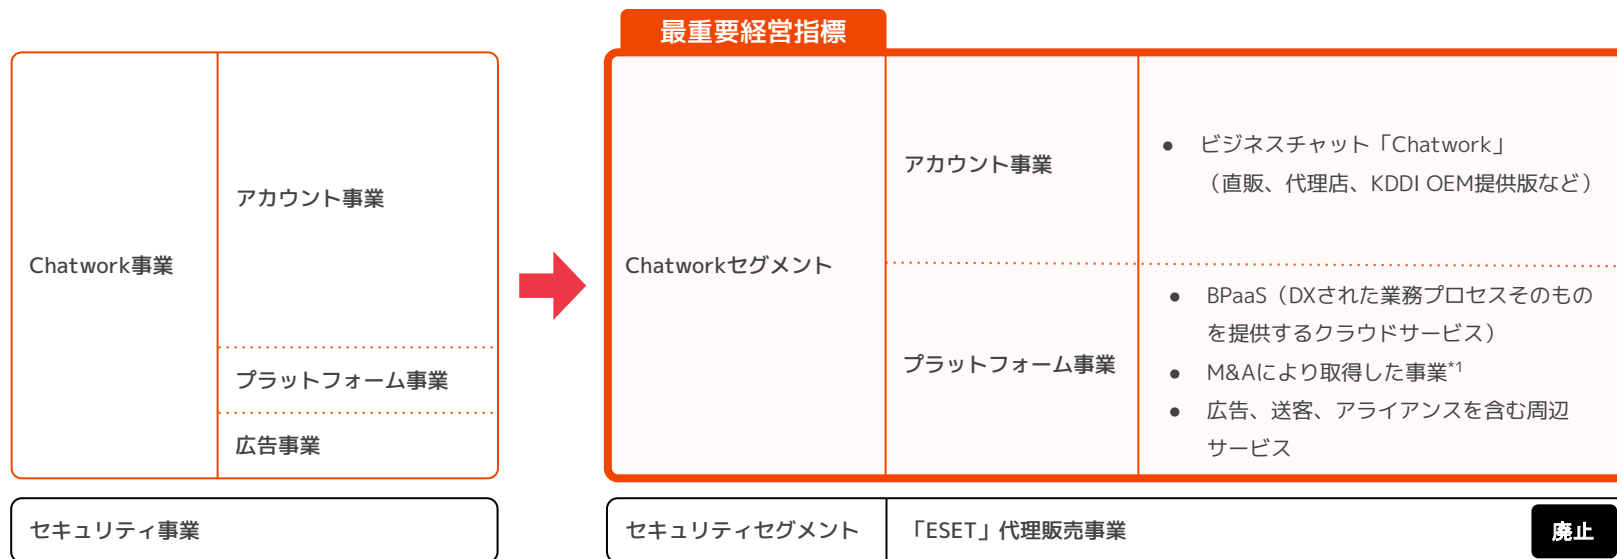 Chatwork事業
アカウント事業
プラットフォーム事業
広告事業
セキュリティ事業
最重要経営指標
Chatworkセグメント
アカウント事業
● ビジネスチャット「Chatwork」
（直販、代理店、KDDI OEM提供版など）
プラットフォーム事業
● BPaaS（DXされた業務プロセスそのもの
を提供するクラウドサービス）
● M&Aにより取得した事業*1
● 広告、送客、アライアンスを含む周辺
サービス
セキュリティセグメント
「ESET」代理販売事業
廃止